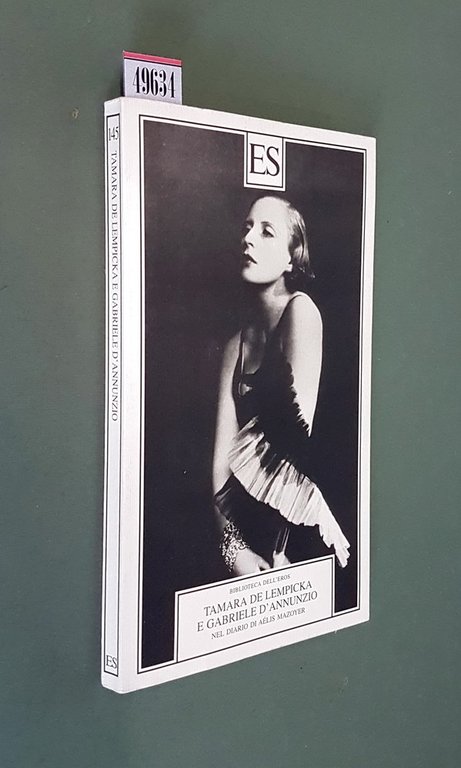 49634
145
TAMARA DE LEMPICKA E GABRIELE D'ANNUNZIO
ES
ES
BIBLIOTECA DELL'EROS
TAMARA DE LEMPICKA
E GABRIELE D'ANNUNZIO
NEL DIARIO DI AÉLIS MAZOYER